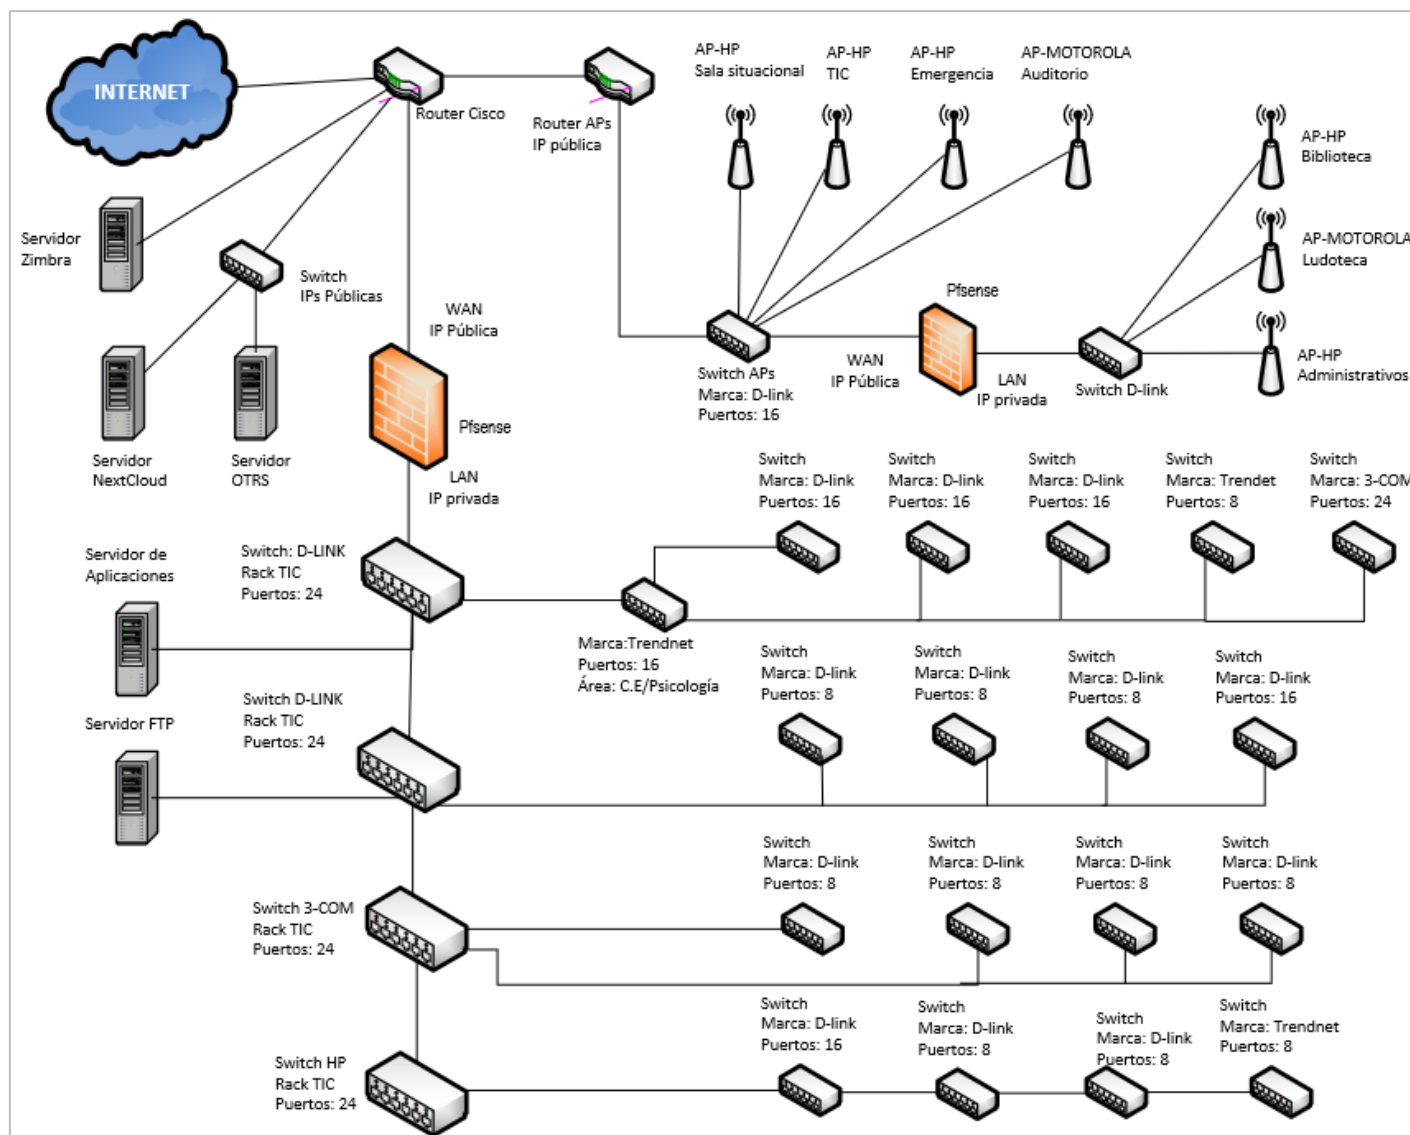 INTERNET
Router Cisco
Router APs
IP pública
AP-HP
Sala situacional
AP-HP
TIC
AP-HP
Emergencia
AP-MOTOROLA
Auditorio
AP-HP
Biblioteca
AP-MOTOROLA
Ludoteca
AP-HP
Administrativos
Servidor
Zimbra
Switch
IPs Públicas
WAN
IP Pública
Pfsense
LAN
IP privada
Servidor
NextCloud
Servidor
OTRS
Switch APs
Marca: D-link
Puertos: 16
WAN
IP Pública
Pfsense
LAN
IP privada
Switch D-link
Switch
Marca: D-link
Puertos: 16
Switch
Marca: D-link
Puertos: 16
Switch
Marca: D-link
Puertos: 16
Switch
Marca: Trendet
Puertos: 8
Switch
Marca: 3-COM
Puertos: 24
Servidor de
Aplicaciones
Switch: D-LINK
Rack TIC
Puertos: 24
Marca:Trendnet
Puertos: 16
Área: C.E/Psicología
Switch
Marca: D-link
Puertos: 8
Switch
Marca: D-link
Puertos: 8
Switch
Marca: D-link
Puertos: 8
Switch
Marca: D-link
Puertos: 16
Servidor FTP
Switch D-LINK
Rack TIC
Puertos: 24
Switch
Marca: D-link
Puertos: 8
Switch
Marca: D-link
Puertos: 8
Switch
Marca: D-link
Puertos: 8
Switch
Marca: D-link
Puertos: 8
Switch 3-COM
Rack TIC
Puertos: 24
Switch
Marca: D-link
Puertos: 16
Switch
Marca: D-link
Puertos: 8
Switch
Marca: D-link
Puertos: 8
Switch
Marca: Trendnet
Puertos: 8
Switch HP
Rack TIC
Puertos: 24